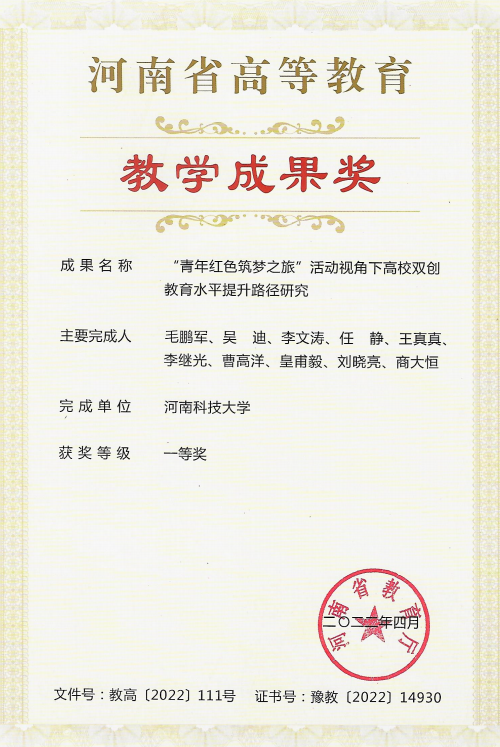 河南省高等教育
教学成果奖
成果名称 “青年红色筑梦之旅”活动视角下高校双创
教育水平提升路径研究
主要完成人 毛鹏军、吴 迪、李文涛、任 静、王真真、
李继光、曹高洋、皇甫毅、刘晓亮、商大恒
完成单位 河南科技大学
获奖等级 一等奖
河南省教育厅
二〇二二年四月
文件号：教高〔2022〕111号 证书号：豫教〔2022〕14930